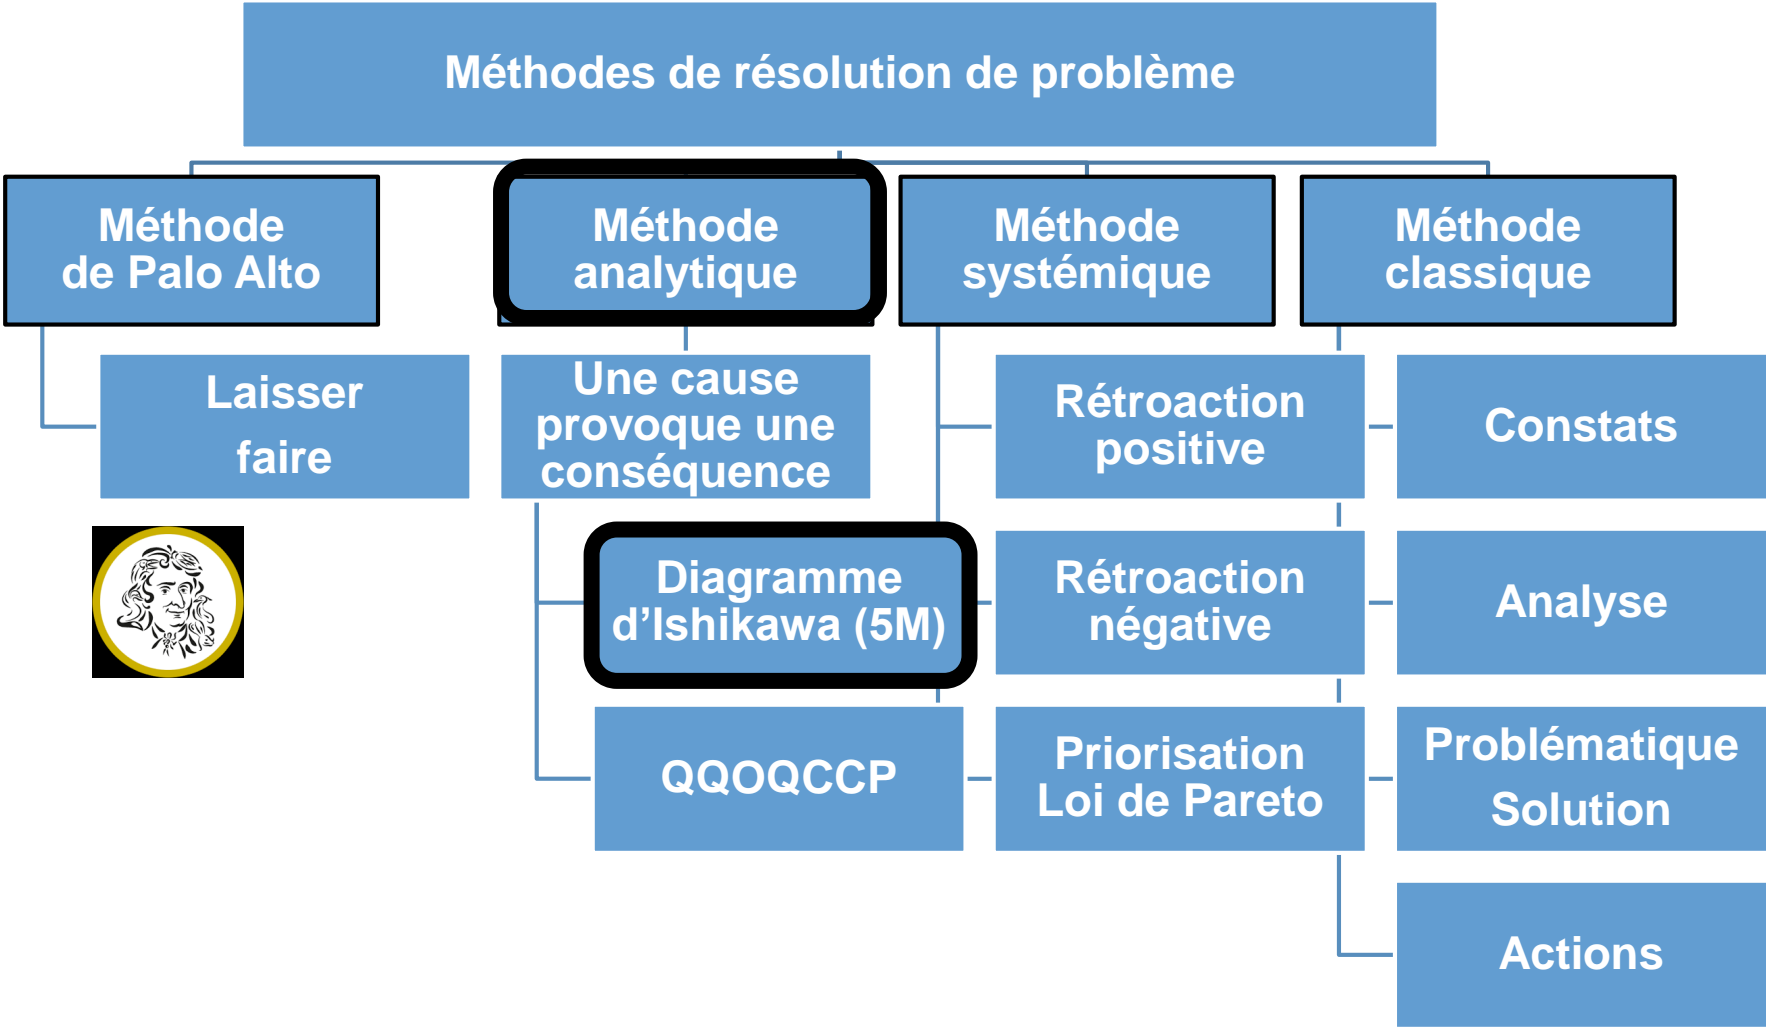 Méthodes de résolution de problème
Méthode
de Palo Alto
Laisser
faire
Méthode
analytique
Une cause
provoque une
conséquence
Diagramme
d’Ishikawa (5M)
QQOQCCP
Méthode
systémique
Rétroaction
positive
Rétroaction
négative
Priorisation
Loi de Pareto
Méthode
classique
Constats
Analyse
Problématique
Solution
Actions